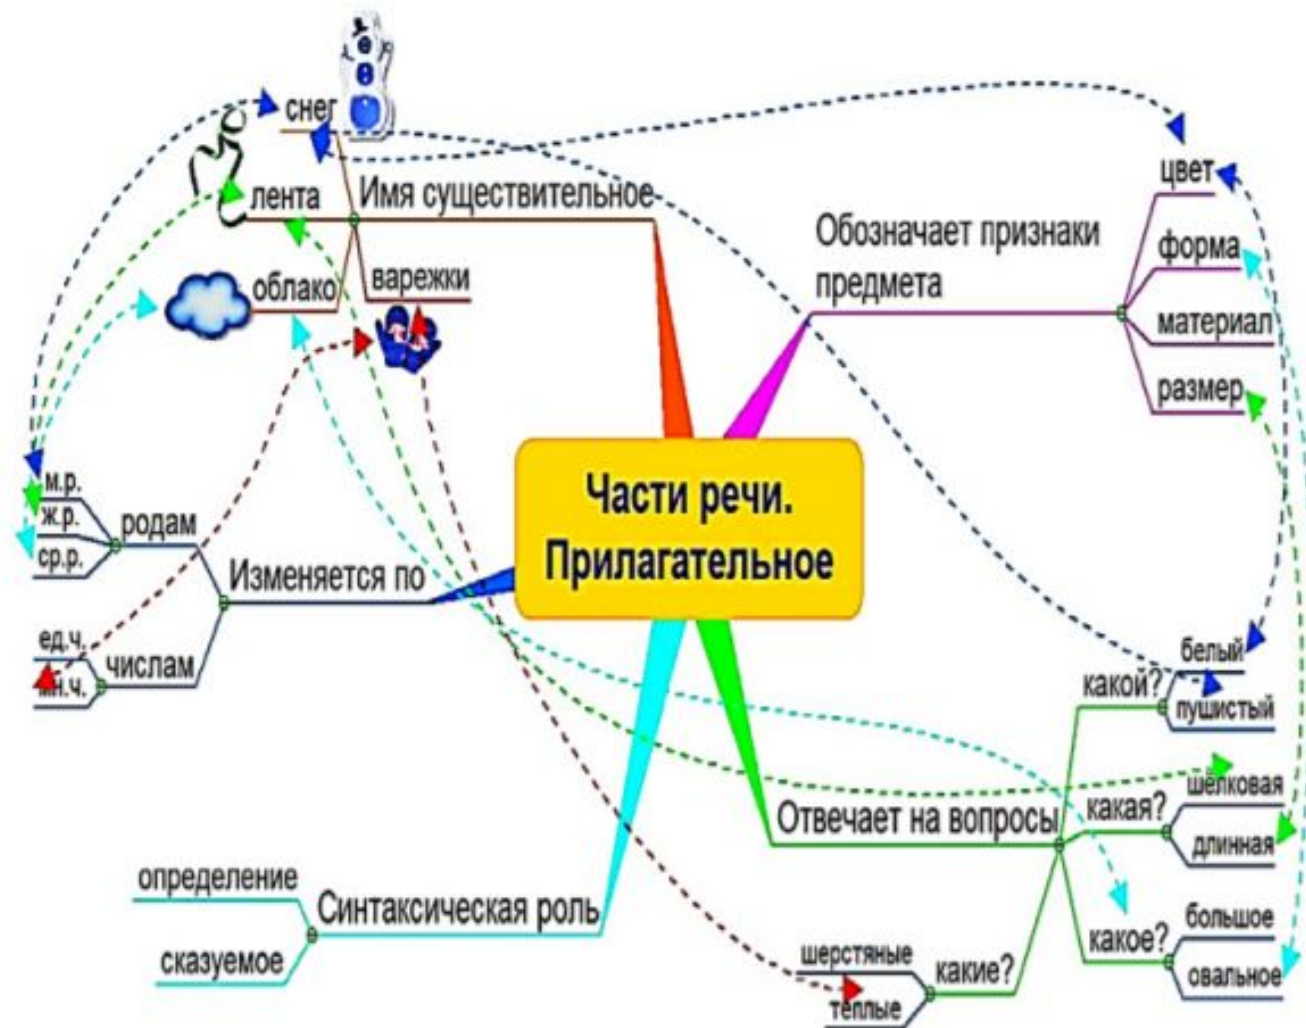 Части речи.
Прилагательное
Имя существительное
снег
лента
облако
варежки
Обозначает признаки
предмета
цвет
форма
материал
размер
Изменяется по
родам
м.р.
ж.р.
ср.р.
числам
ед.ч.
мн.ч.
Отвечает на вопросы
какой?
белый
пушистый
какая?
шёлковая
длинная
какое?
большое
овальное
какие?
шерстяные
теплые
Синтаксическая роль
определение
сказуемое